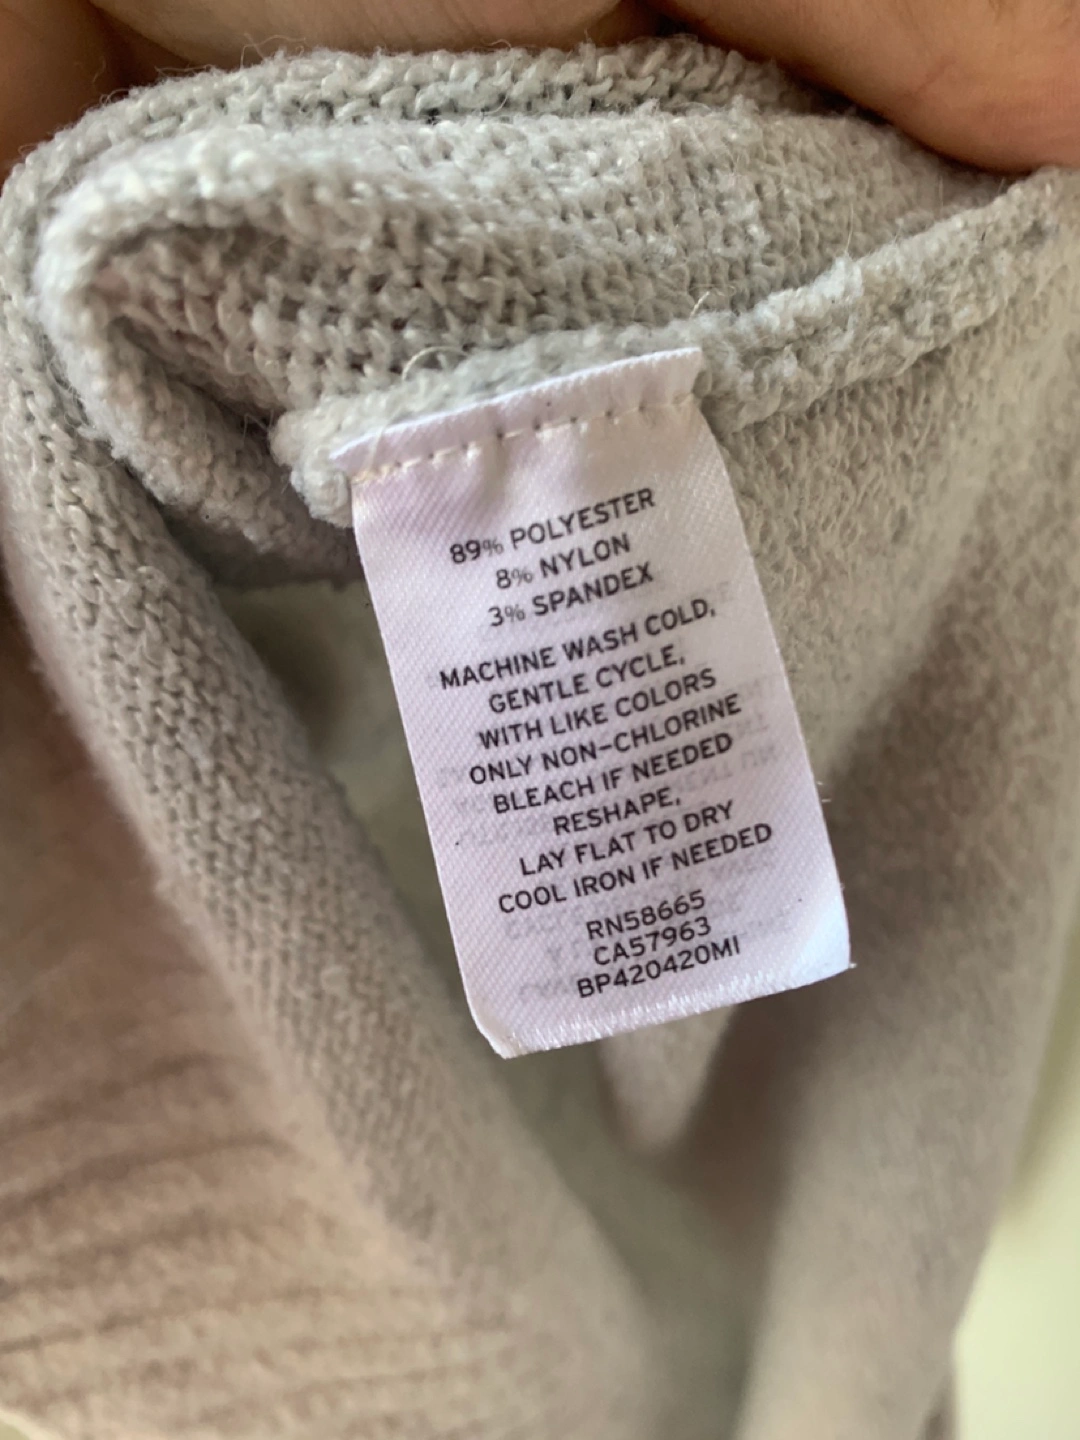 89% POLYESTER
8% NYLON
3% SPANDEX
MACHINE WASH COLD,
GENTLE CYCLE,
WITH LIKE COLORS
ONLY NON-CHLORINE
BLEACH IF NEEDED
RESHAPE,
LAY FLAT TO DRY
COOL IRON IF NEEDED
RN58665
CA57963
BP420420MI